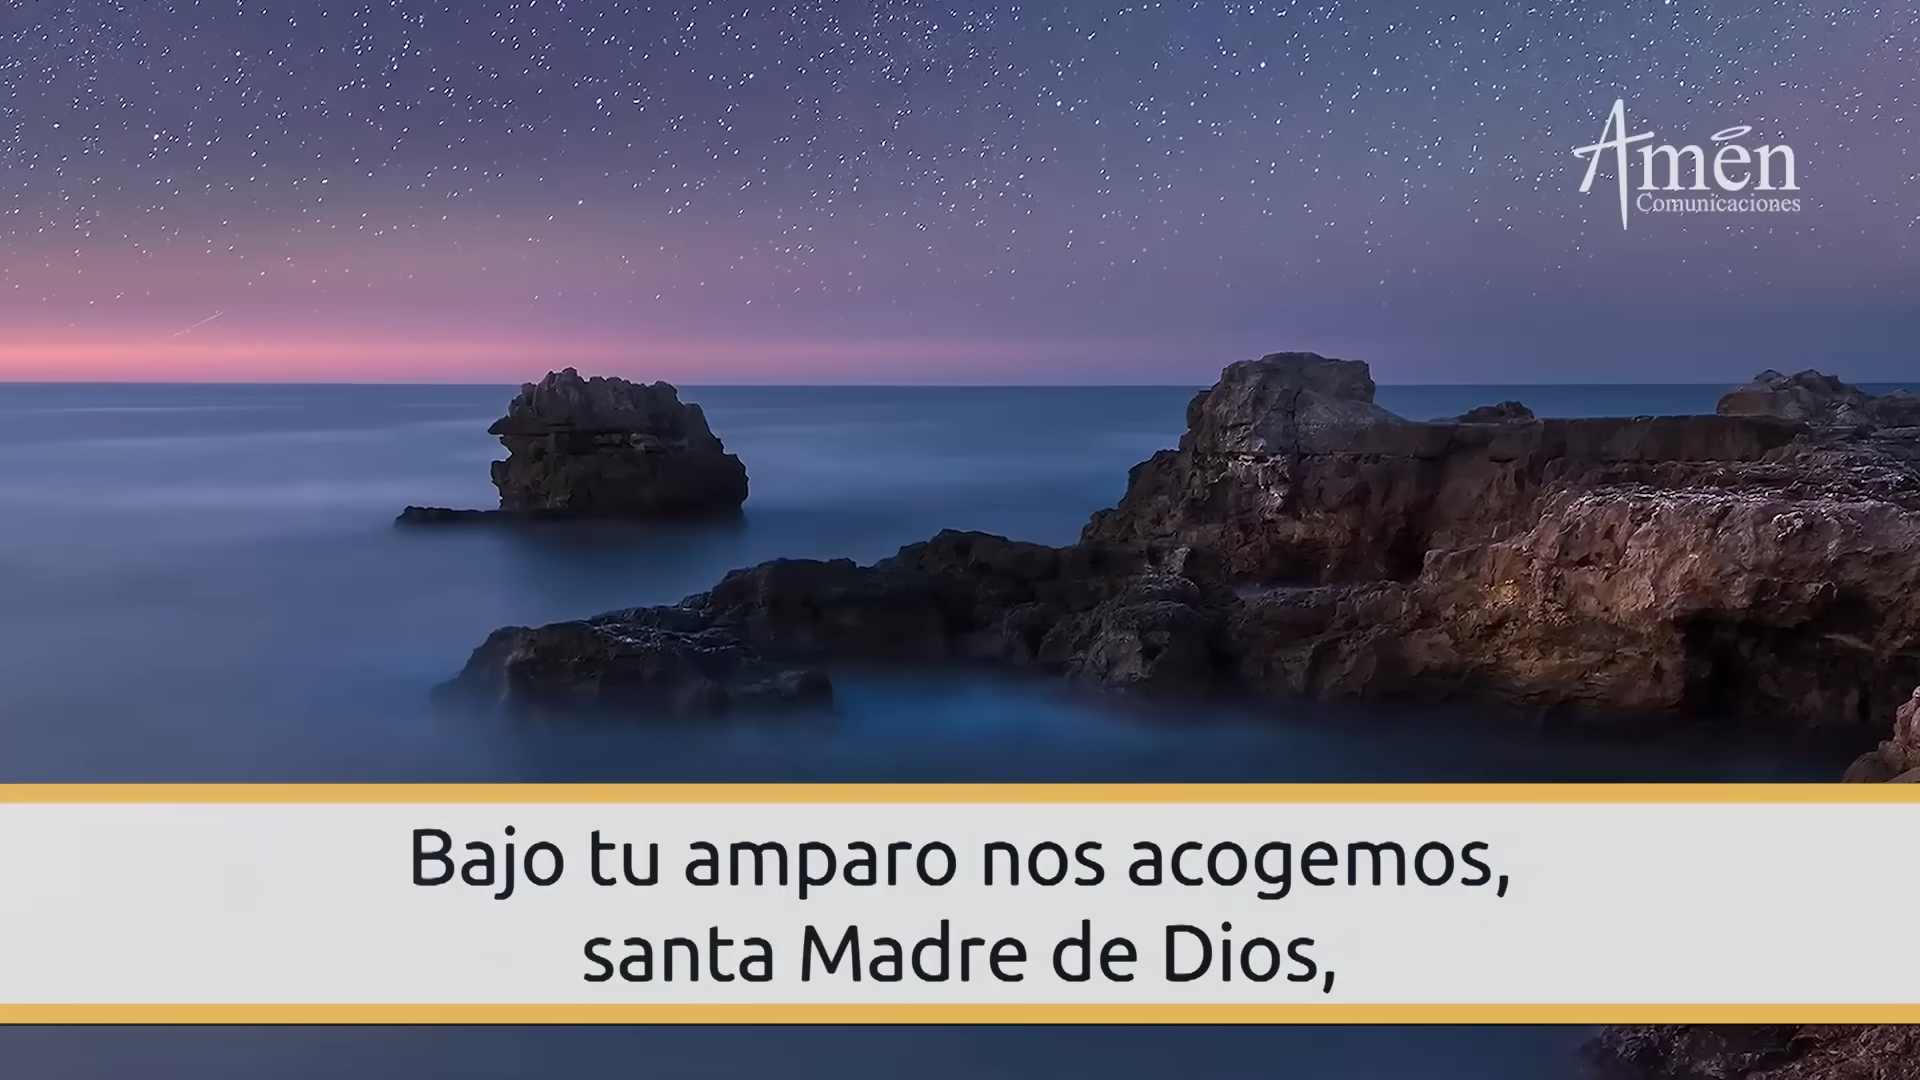 Amén
Comunicaciones
Bajo tu amparo nos acogemos,
santa Madre de Dios,